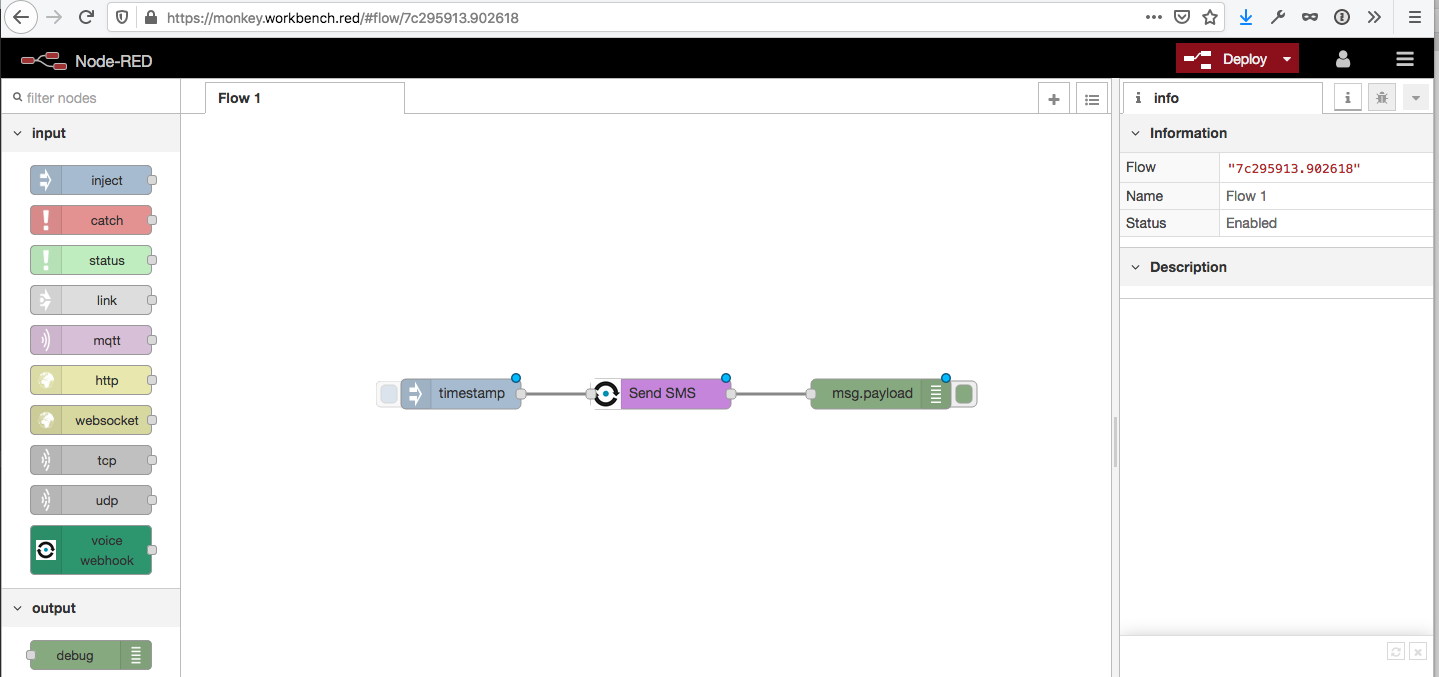 https://monkey.workbench.red/#flow/7c295913.902618
Node-RED
Deploy
filter nodes
Flow 1
info
input
Information
inject
Flow
"7c295913.902618"
Name
Flow 1
catch
Status
Enabled
status
Description
link
mqtt
http
timestamp
Send SMS
msg.payload
websocket
tcp
udp
voice
webhook
output
debug